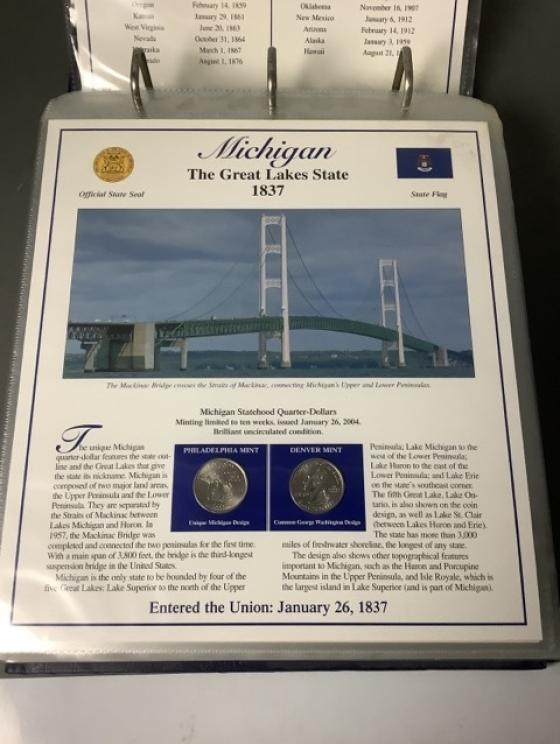 Oregon February 14, 1859
Kansas January 29, 1861
West Virginia June 20, 1863
Nevada October 31, 1864
March 1, 1867
August 1, 1876
Oklahoma November 16, 1907
New Mexico January 6, 1912
Arizona February 14, 1912
Alaska January 3, 1959
Hawaii August 21,
Michigan
The Great Lakes State
1837
Official State Seal
State Flag
The Mackinac Bridge crosses the Straits of Mackinac, connecting Michigan's Upper and Lower Peninsulas.
Michigan Statehood Quarter-Dollars
Minting limited to ten weeks, issued January 26, 2004.
Brilliant uncirculated condition.
The unique Michigan
quarter-dollar features the state out-
line and the Great Lakes that give
the state its nickname. Michigan is
composed of two major land areas,
the Upper Peninsula and the Lower
Peninsula. They are separated by
the Straits of Mackinac between
Lakes Michigan and Huron. In
1957, the Mackinac Bridge was
completed and connected the two peninsulas for the first time.
With a main span of 3,800 feet, the bridge is the third-longest
suspension bridge in the United States.
Michigan is the only state to be bounded by four of the
five Great Lakes: Lake Superior to the north of the Upper
PHILADELPHIA MINT
Unique Michigan Design
DENVER MINT
Common George Washington Design
Peninsula; Lake Michigan to the
west of the Lower Peninsula;
Lake Huron to the east of the
Lower Peninsula; and Lake Erie
on the state's southeast corner.
The fifth Great Lake, Lake On-
tario, is also shown on the coin
design, as well as Lake St. Clair
(between Lakes Huron and Erie).
The state has more than 3,000
miles of freshwater shoreline, the longest of any state.
The design also shows other topographical features
important to Michigan, such as the Huron and Porcupine
Mountains in the Upper Peninsula, and Isle Royale, which is
the largest island in Lake Superior (and is part of Michigan).
Entered the Union: January 26, 1837